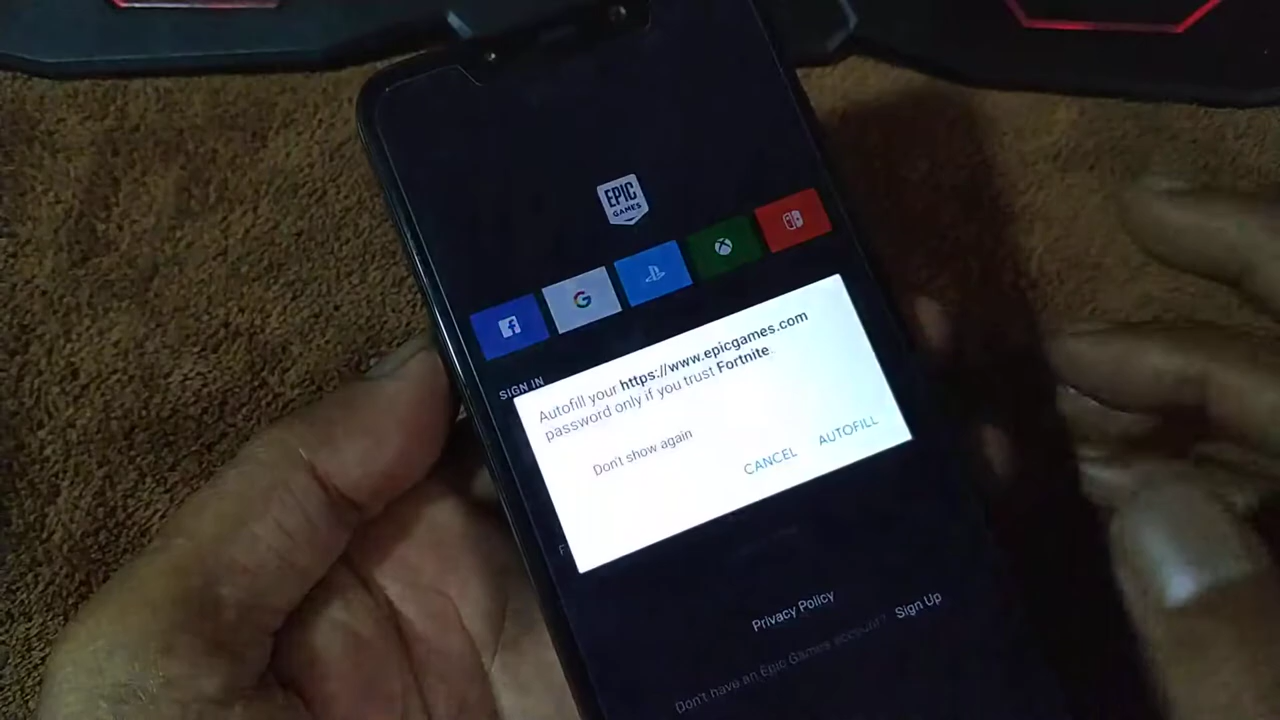 EPIC
GAMES
SIGN IN
Autofill your https://www.epicgames.com
password only if you trust Fortnite.
Don't show again
CANCEL AUTOFILL
Privacy Policy
Don't have an Epic Games account? Sign Up